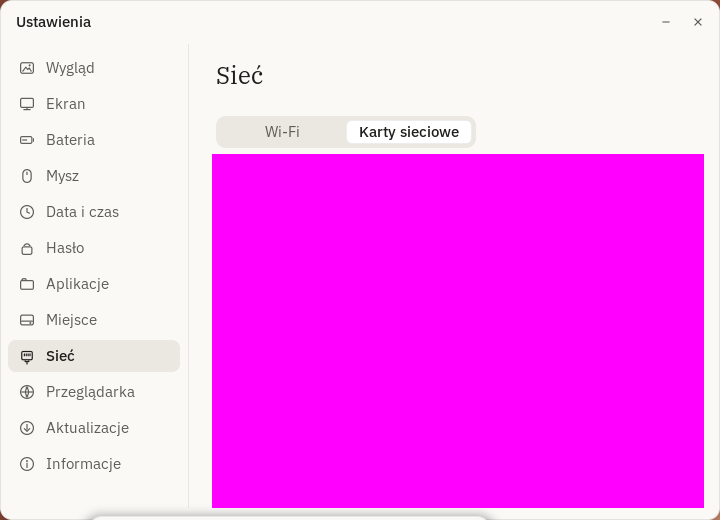 Ustawienia
Wygląd
Ekran
Bateria
Mysz
Data i czas
Hasło
Aplikacje
Miejsce
Sieć
Przeglądarka
Aktualizacje
Informacje
Sieć
Wi-Fi
Karty sieciowe